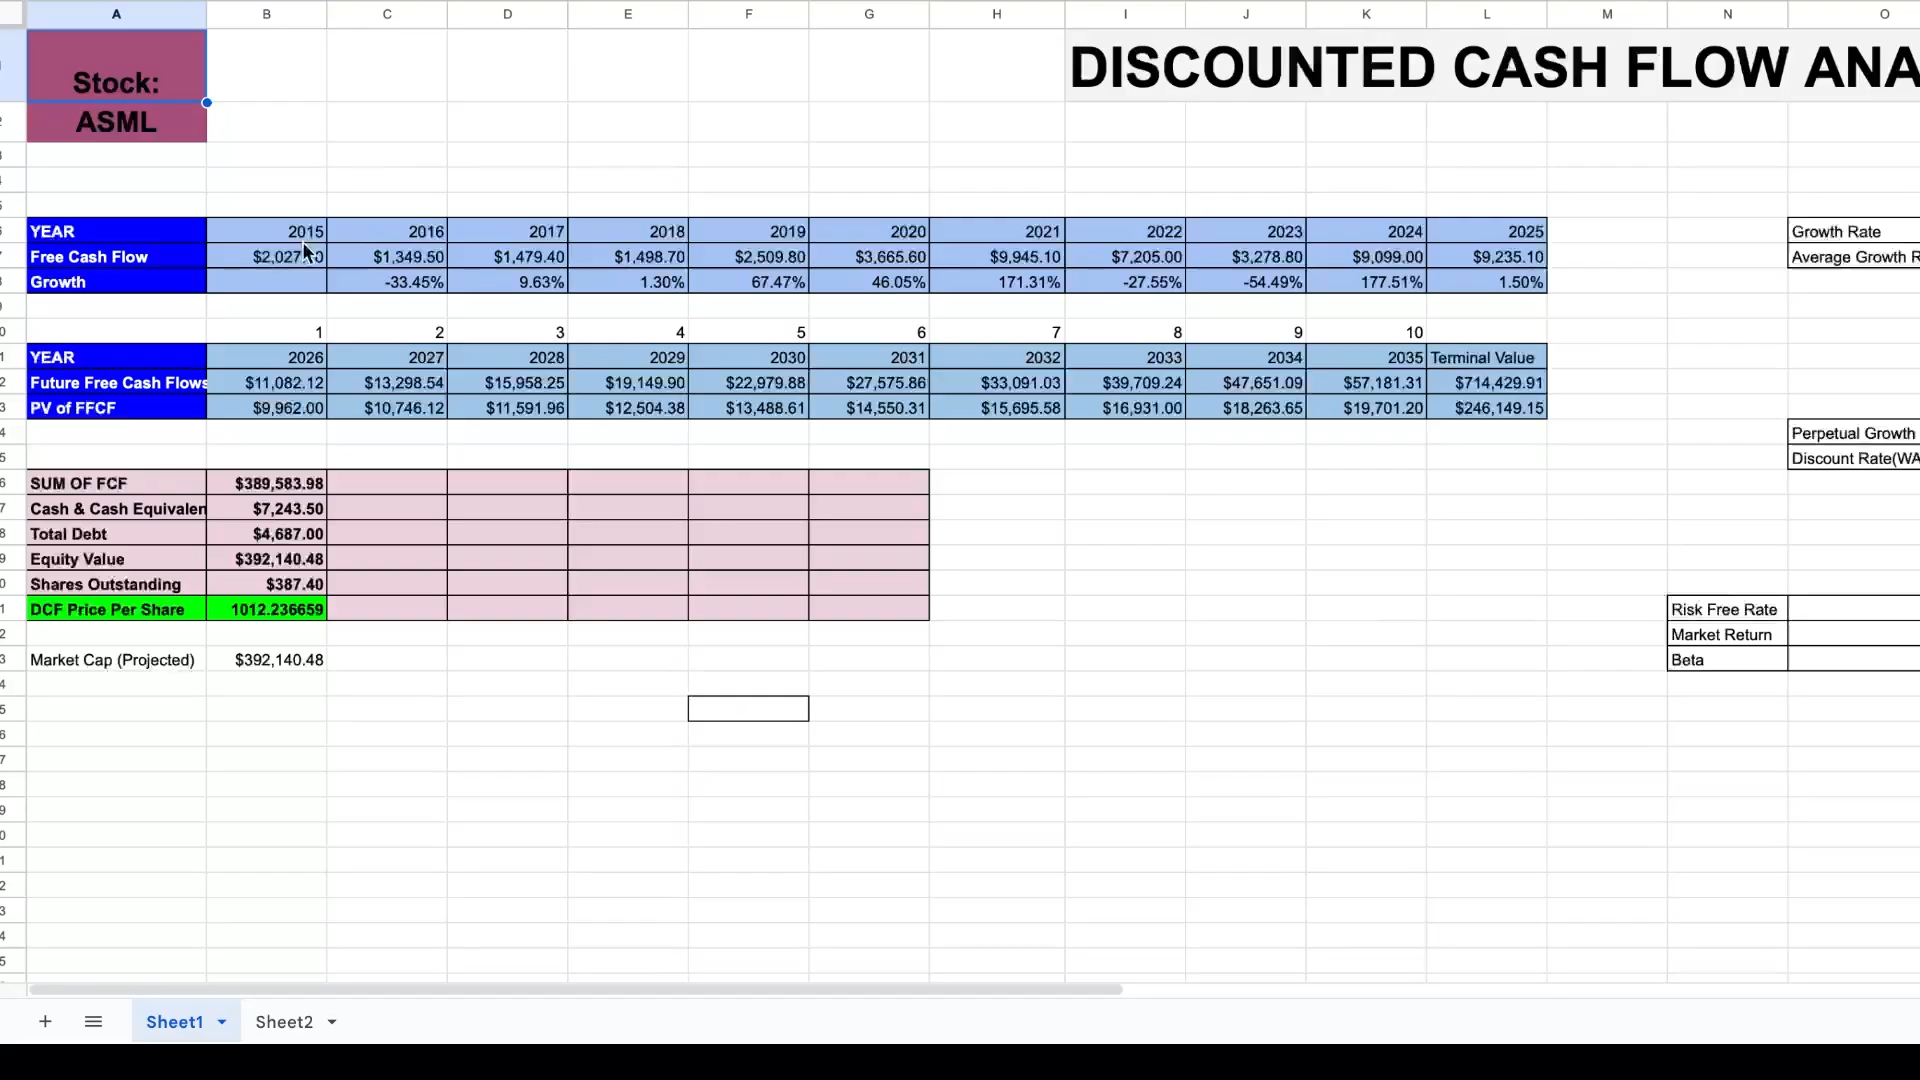 A B C D E F G H I J K L M N O
Stock: DISCOUNTED CASH FLOW ANA
ASML
YEAR 2015 2016 2017 2018 2019 2020 2021 2022 2023 2024 2025 Growth Rate
Free Cash Flow $1,349.50 $1,479.40 $1,498.70 $2,509.80 $3,665.60 $9,945.10 $7,205.00 $3,278.80 $9,099.00 $9,235.10 Average Growth R
Growth -33.45% 9.63% 1.30% 67.47% 46.05% 171.31% -27.55% -54.49% 177.51% 1.50%
1 2 3 4 5 6 7 8 9 10
YEAR 2026 2027 2028 2029 2030 2031 2032 2033 2034 2035 Terminal Value
Future Free Cash Flows $11,082.12 $13,298.54 $15,958.25 $19,149.90 $22,979.88 $27,575.86 $33,091.03 $39,709.24 $47,651.09 $57,181.31 $714,429.91
PV of FFCF $9,962.00 $10,746.12 $11,591.96 $12,504.38 $13,488.61 $14,550.31 $15,695.58 $16,931.00 $18,263.65 $19,701.20 $246,149.15
Perpetual Growth
Discount Rate(WA
SUM OF FCF $389,583.98
Cash & Cash Equivalen $7,243.50
Total Debt $4,687.00
Equity Value $392,140.48
Shares Outstanding $387.40
DCF Price Per Share 1012.236659 Risk Free Rate
Market Return
Market Cap (Projected) $392,140.48 Beta
Sheet1 Sheet2